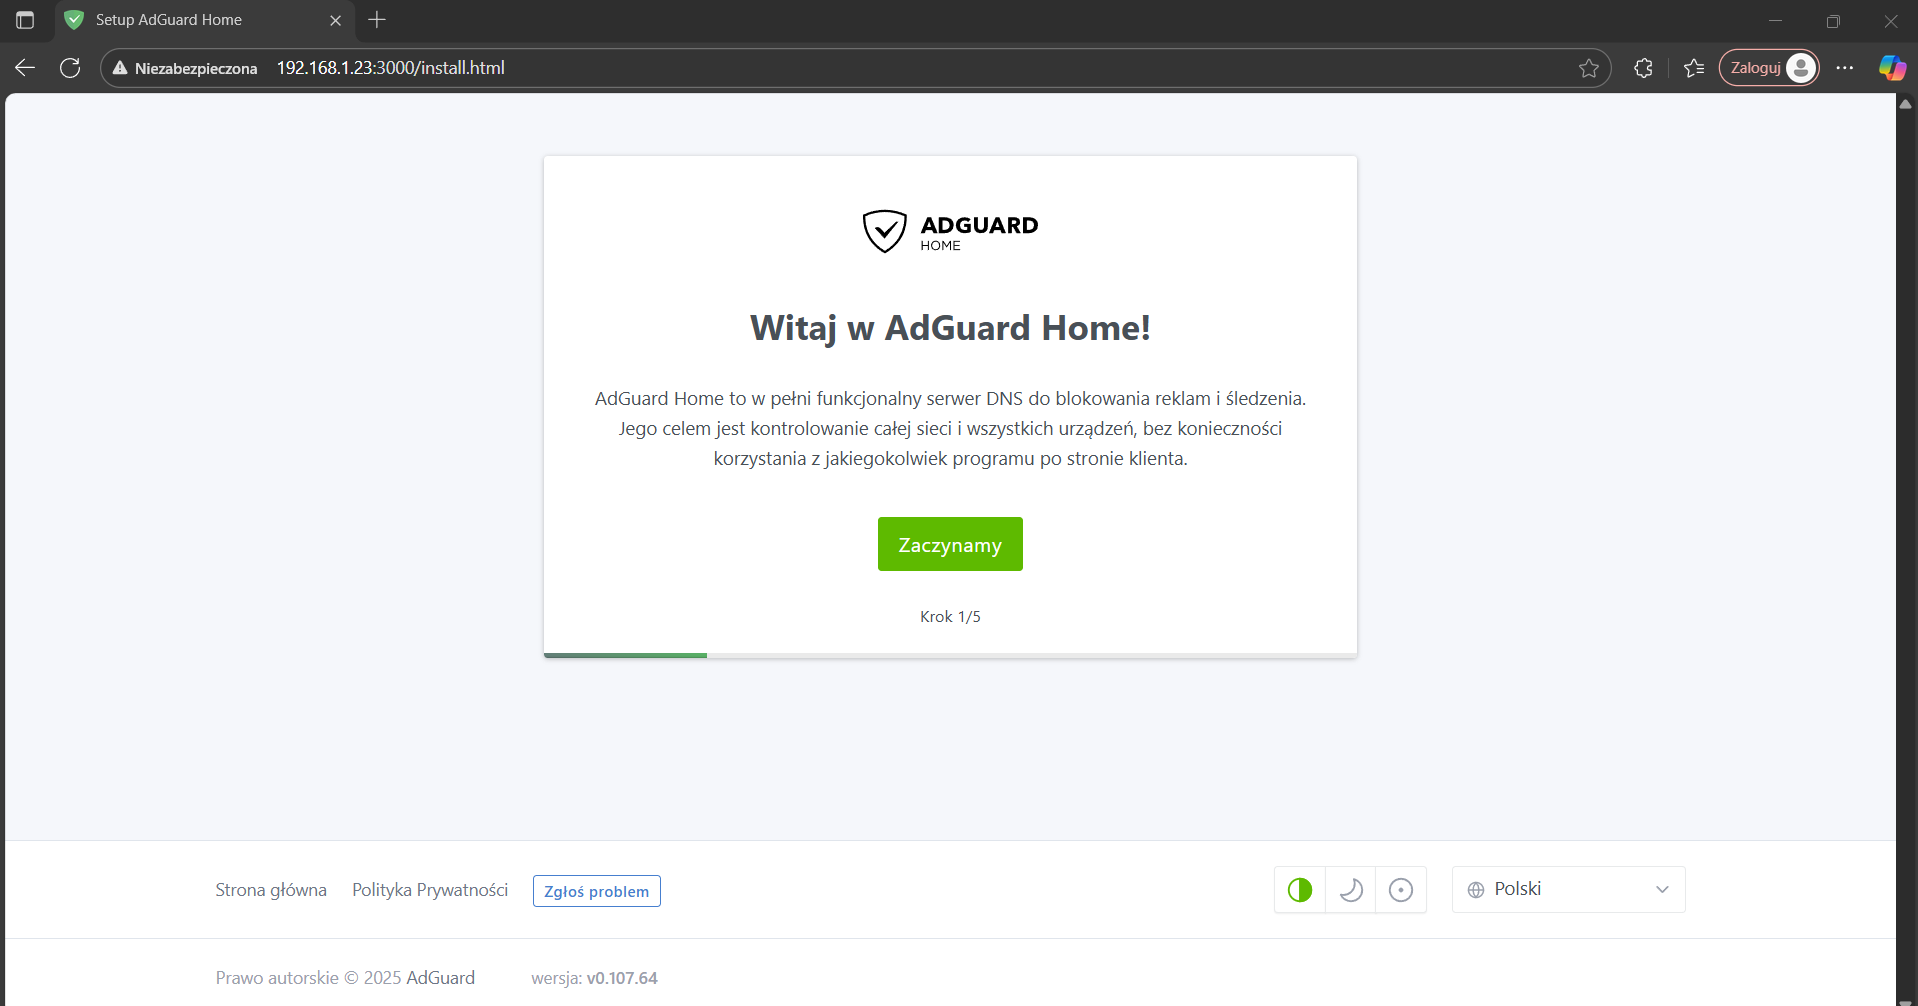 Setup AdGuard Home
Niezabezpieczona 192.168.1.23:3000/install.html
Zaloguj
ADGUARD
HOME
Witaj w AdGuard Home!
AdGuard Home to w pełni funkcjonalny serwer DNS do blokowania reklam i śledzenia.
Jego celem jest kontrolowanie całej sieci i wszystkich urządzeń, bez konieczności
korzystania z jakiegokolwiek programu po stronie klienta.
Zaczynamy
Krok 1/5
Strona główna Polityka Prywatności Zgłoś problem
Polski
Prawo autorskie © 2025 AdGuard wersja: v0.107.64